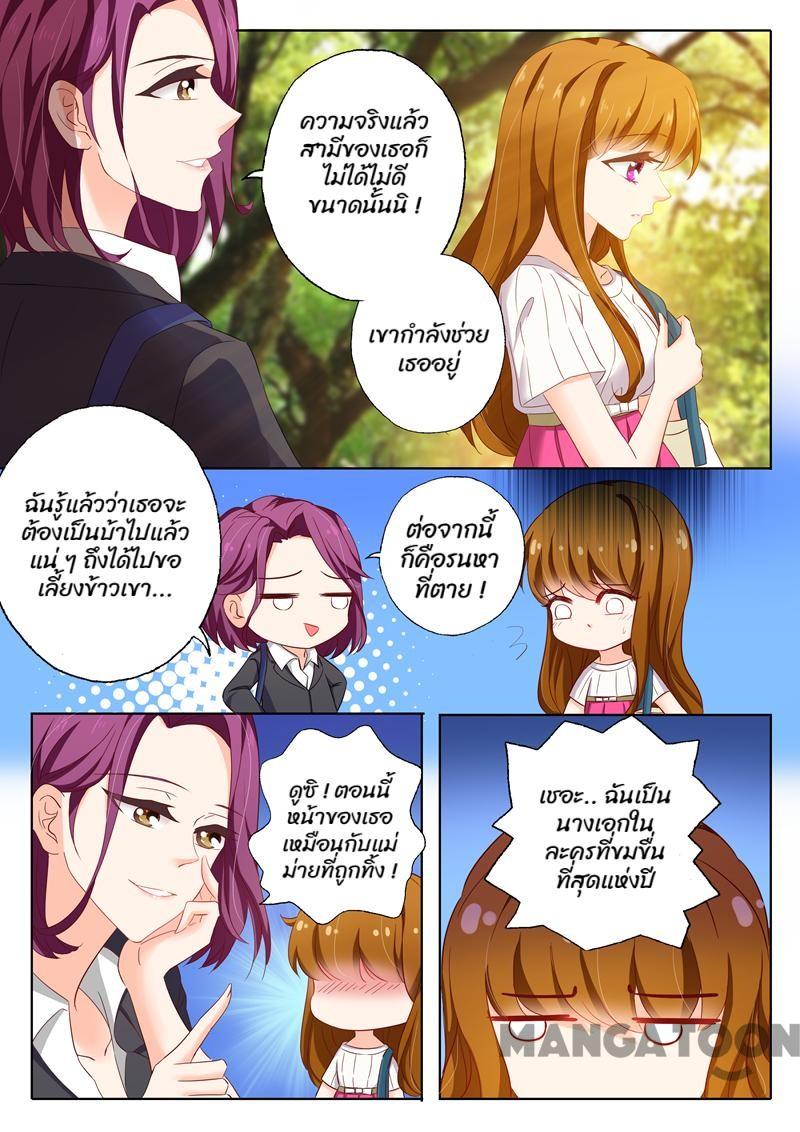 ความจริงแล้ว
สามีของเธอก็
ไม่ได้ไม่ดี
ขนาดนั้นนิ !
เขากำลังช่วย
เธออยู่
ฉันรู้แล้วว่าเธอจะ
ต้องเป็นบ้าไปแล้ว
แน่ ๆ ถึงได้ไปขอ
เลี้ยงข้าวเขา...
ต่อจากนี้
ก็คือรนหา
ที่ตาย !
ดูซิ ! ตอนนี้
หน้าของเธอ
เหมือนกับแม่
ม่ายที่ถูกทิ้ง !
เชอะ.. ฉันเป็น
นางเอกใน
ละครที่ขมขื่น
ที่สุดแห่งปี
MANGATOON